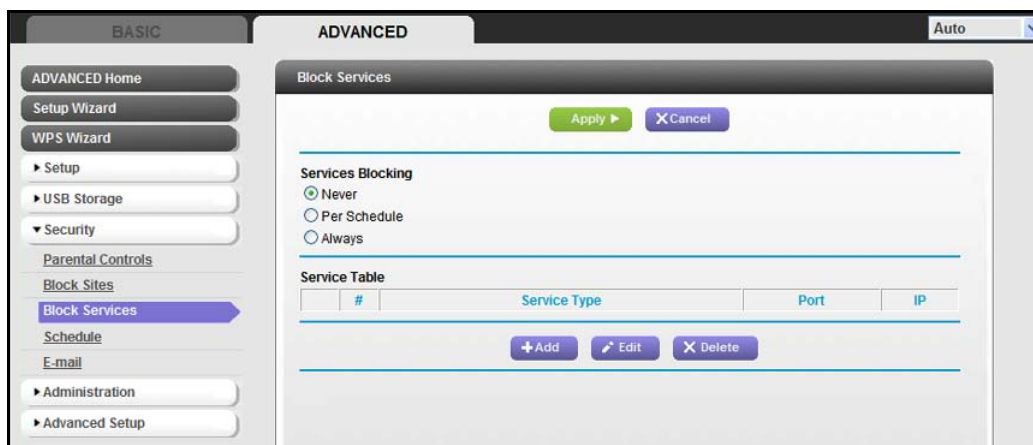 BASIC
ADVANCED
Auto
ADVANCED Home
Setup Wizard
WPS Wizard
Setup
USB Storage
Security
Parental Controls
Block Sites
Block Services
Schedule
E-mail
Administration
Advanced Setup
Block Services
Apply
Cancel
Services Blocking
Never
Per Schedule
Always
Service Table
# Service Type Port IP
Add Edit Delete